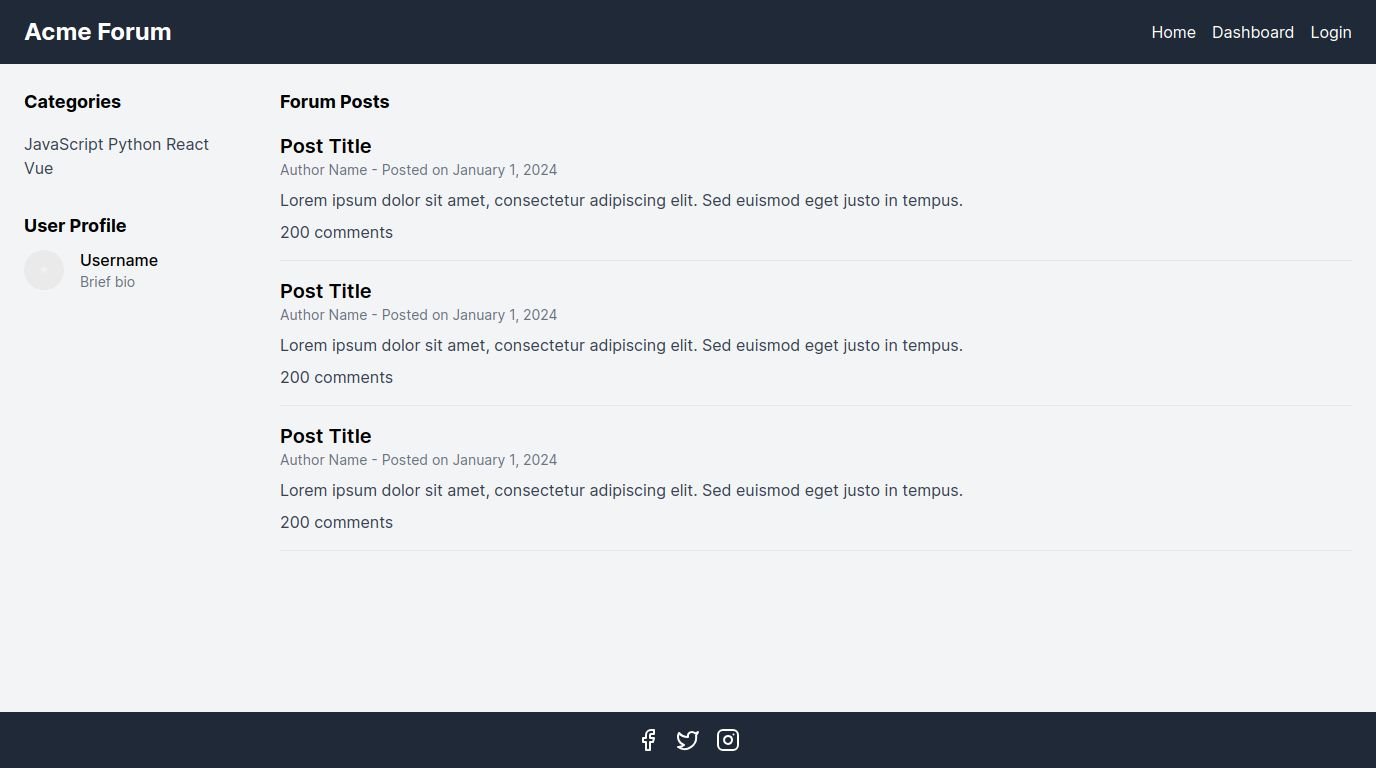 Acme Forum
Home Dashboard Login
Categories
JavaScript Python React
Vue
User Profile
Username
Brief bio
Forum Posts
Post Title
Author Name - Posted on January 1, 2024
Lorem ipsum dolor sit amet, consectetur adipiscing elit. Sed euismod eget justo in tempus.
200 comments
Post Title
Author Name - Posted on January 1, 2024
Lorem ipsum dolor sit amet, consectetur adipiscing elit. Sed euismod eget justo in tempus.
200 comments
Post Title
Author Name - Posted on January 1, 2024
Lorem ipsum dolor sit amet, consectetur adipiscing elit. Sed euismod eget justo in tempus.
200 comments